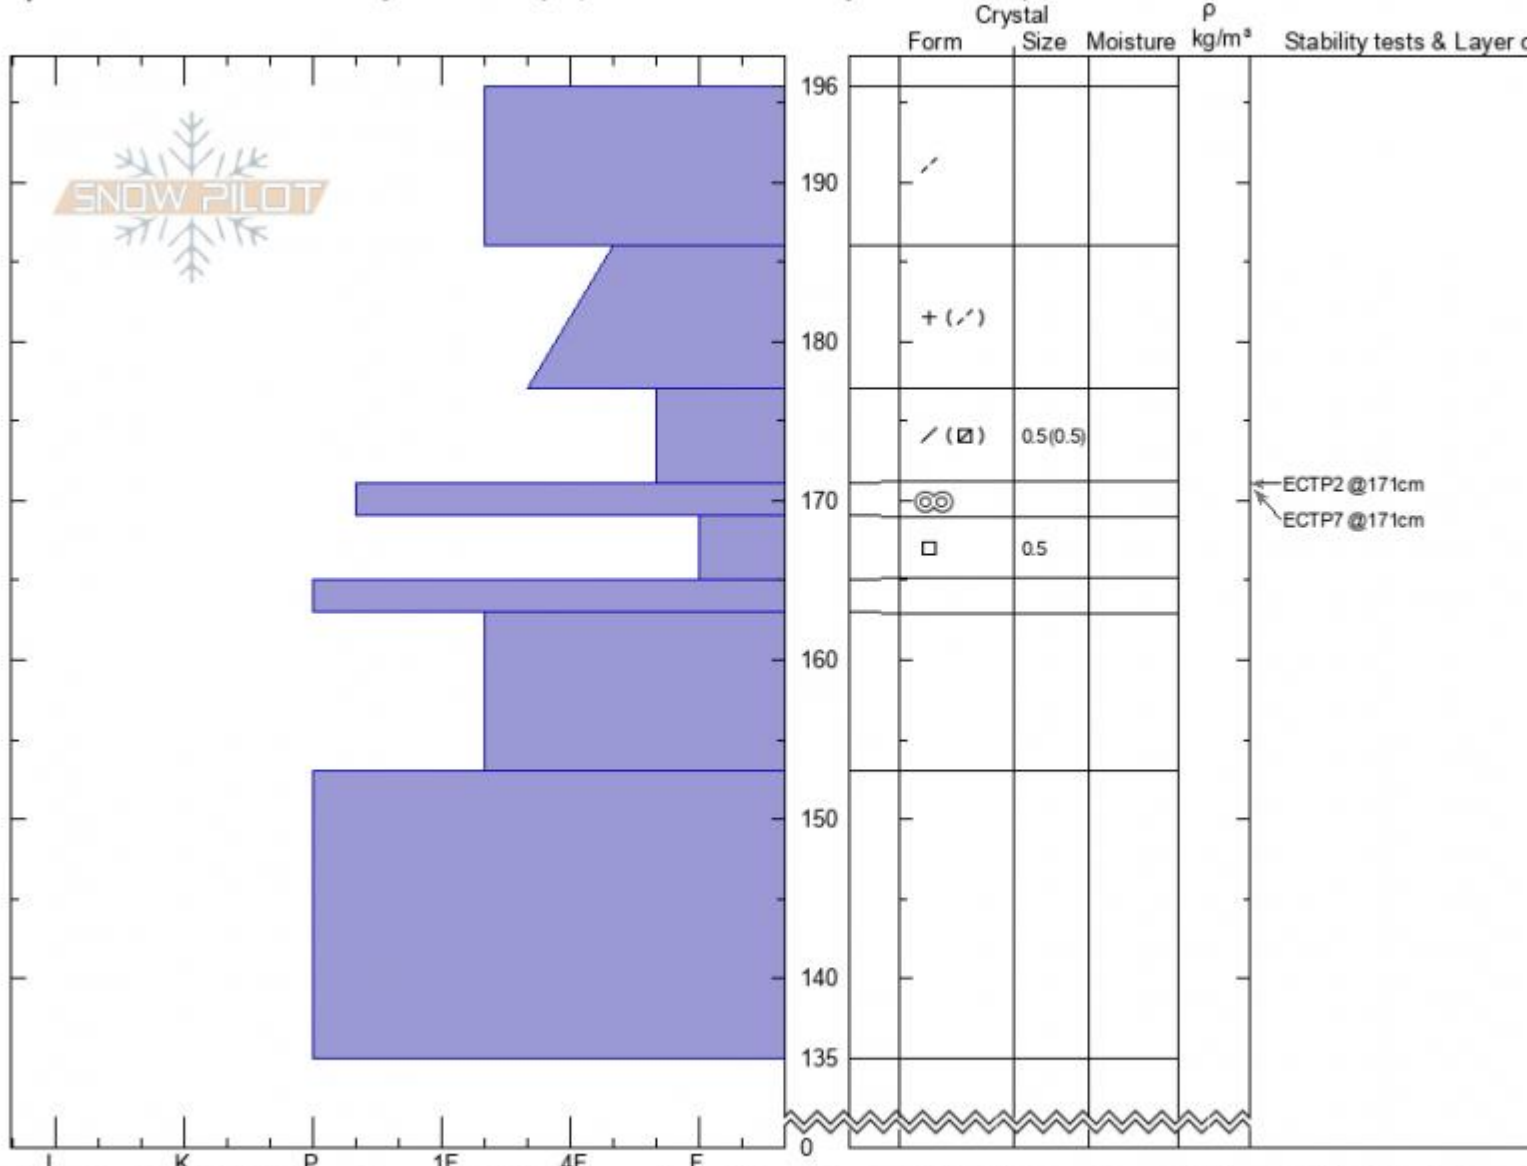 Crystal
ρ
Form Size Moisture kg/m³ Stability tests & Layer
196
SNOW PILOT
190
+ ( )
180
/ ( ) 0.5(0.5)
ECTP2 @171cm
170
ECTP7 @171cm
0.5
160
150
140
135
0
I K P 1F 4F F